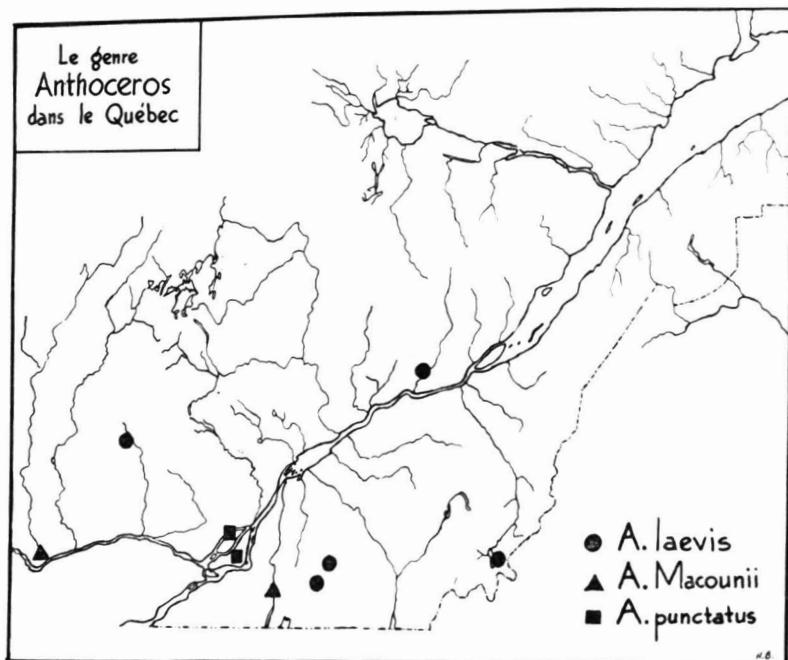 Le genre
Anthoceros
dans le Québec
A. laevis
A. Macounii
A. punctatus